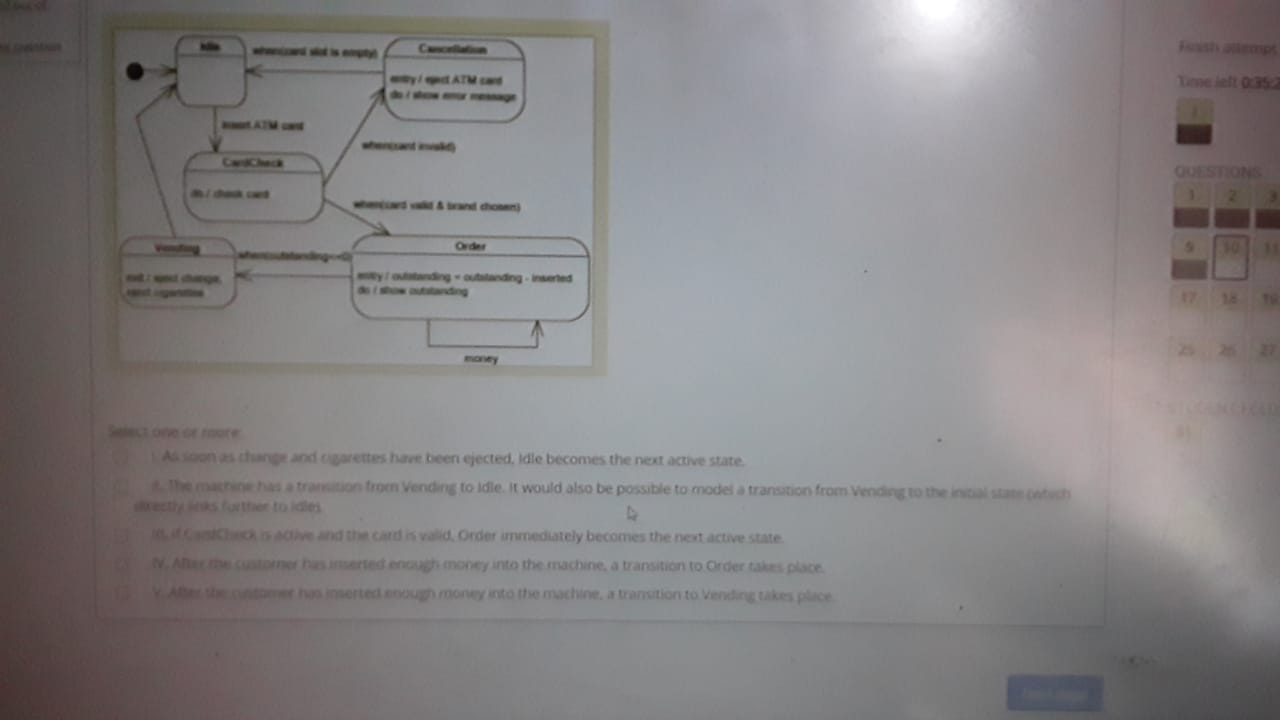 Finish attempt
Time left 0:35:2
1
QUESTIONS
1 2 3
9 10 11
17 18 19
25 26 27
Idle
when(card slot is empty)
Cancellation
entry / eject ATM card
do / show error message
insert ATM card
when(card invalid)
CardCheck
do / check card
when(card valid & brand chosen)
Vending
exit / eject change,
eject cigarettes
when(outstanding<=0)
Order
entry / outstanding = outstanding - inserted
do / show outstanding
money
Select one or more:
I. As soon as change and cigarettes have been ejected, Idle becomes the next active state.
II. The machine has a transition from Vending to Idle. It would also be possible to model a transition from Vending to the initial state (which
directly links further to Idle).
III. If CardCheck is active and the card is valid, Order immediately becomes the next active state.
IV. After the customer has inserted enough money into the machine, a transition to Order takes place.
V. After the customer has inserted enough money into the machine, a transition to Vending takes place.
Next page